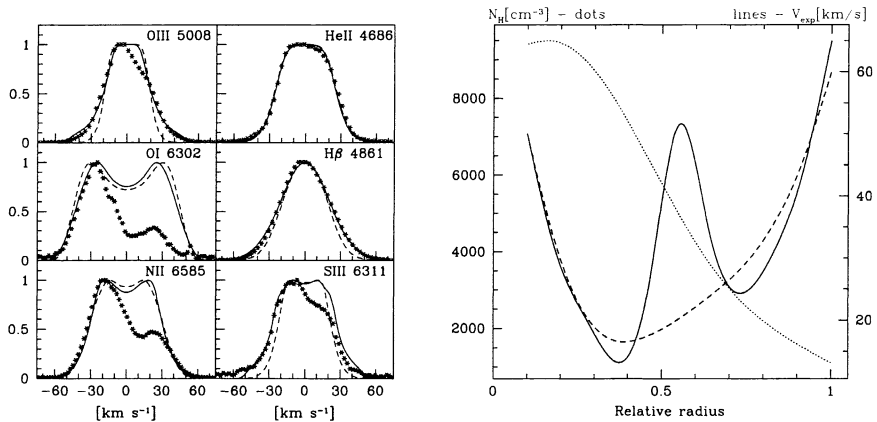 OIII 5008
HeII 4686
1
0.5
0
OI 6302
Hβ 4861
1
0.5
0
NII 6585
SIII 6311
1
0.5
0
−60 −30 0 30 60
−60 −30 0 30 60
[km s⁻¹]
[km s⁻¹]
N_H[cm⁻³] − dots
lines − V_exp[km/s]
8000
6000
4000
2000
60
40
20
0
0.5
1
Relative radius